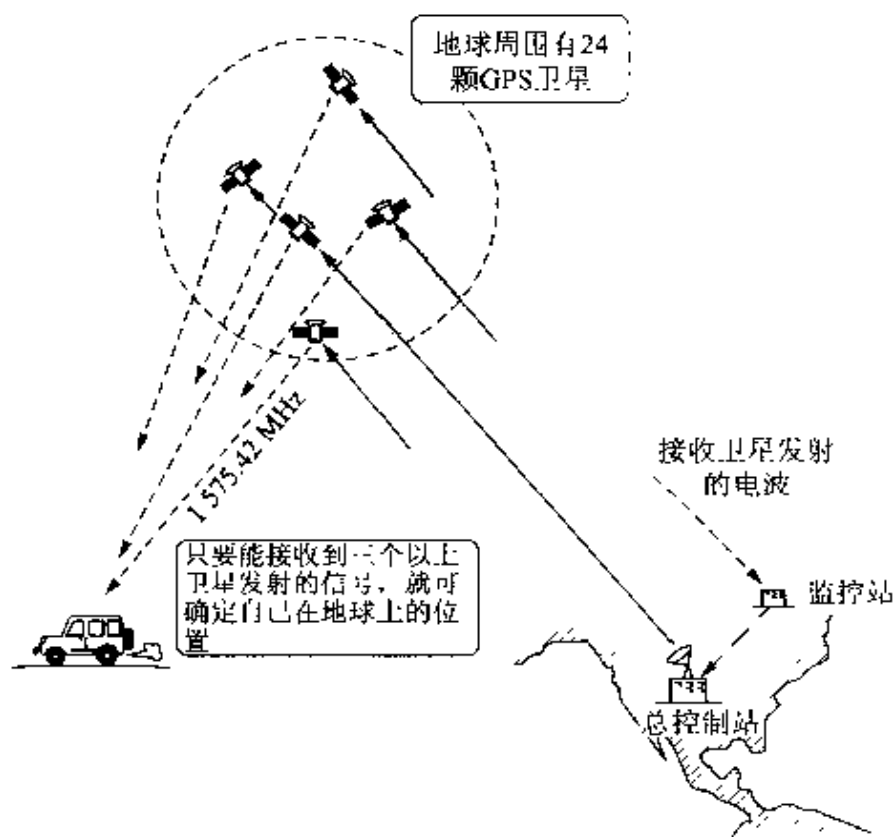 地球周围有24
颗GPS卫星
1 575.42 MHz
接收卫星发射
的电波
只要能接收到三个以上
卫星发射的信号，就可
确定自己在地球上的位
置
监控站
总控制站